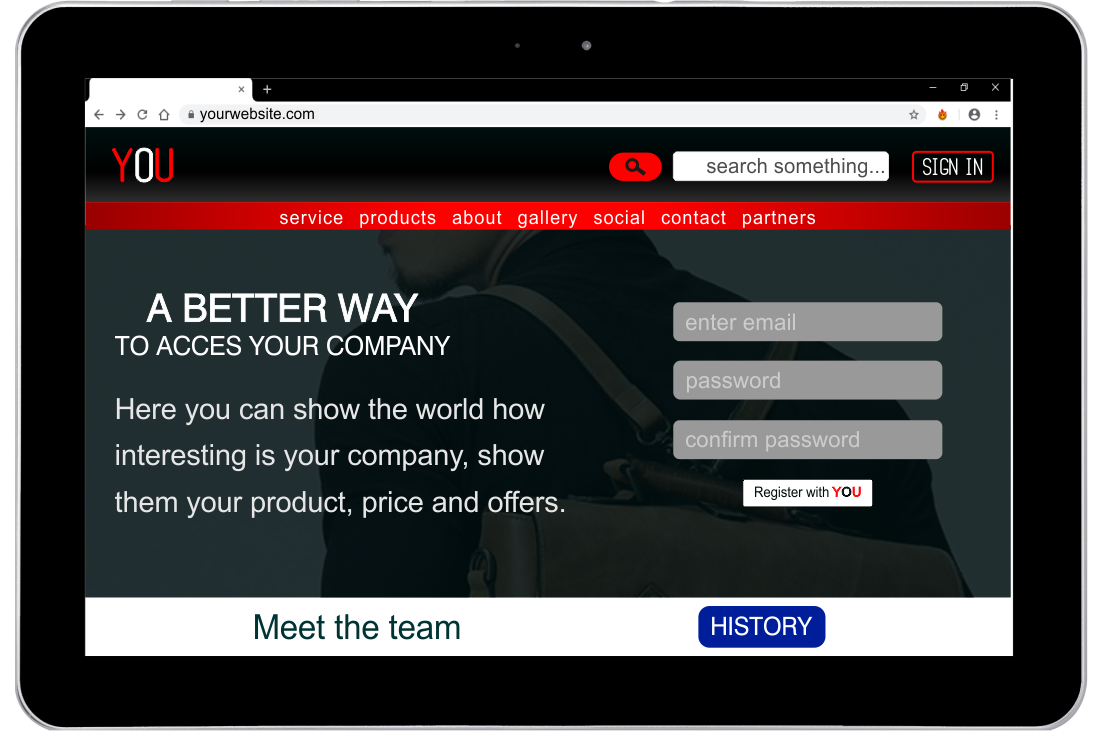 yourwebsite.com
YOU
search something...
SIGN IN
service products about gallery social contact partners
A BETTER WAY
TO ACCES YOUR COMPANY
Here you can show the world how
interesting is your company, show
them your product, price and offers.
enter email
password
confirm password
Register with YOU
Meet the team
HISTORY